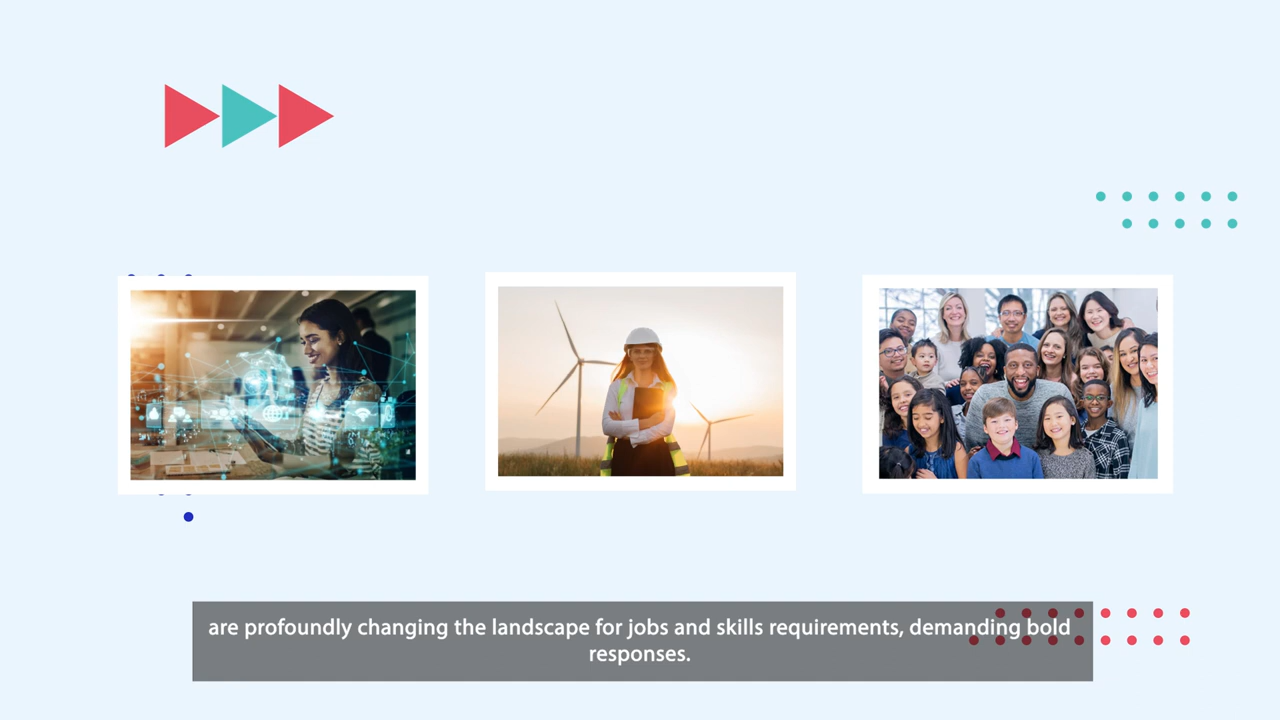 are profoundly changing the landscape for jobs and skills requirements, demanding bold
responses.